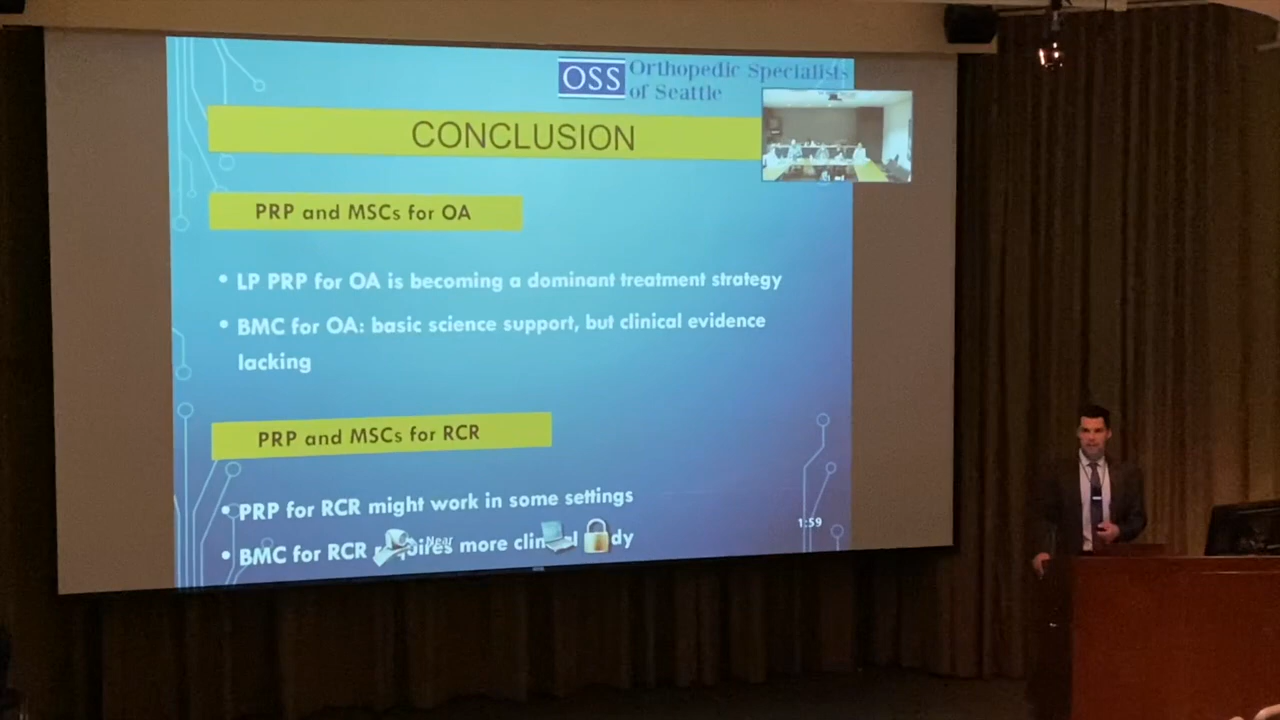 OSS Orthopedic Specialists
of Seattle
CONCLUSION
PRP and MSCs for OA
• LP PRP for OA is becoming a dominant treatment strategy
• BMC for OA: basic science support, but clinical evidence
lacking
PRP and MSCs for RCR
• PRP for RCR might work in some settings
1:59
Near
• BMC for RCR more